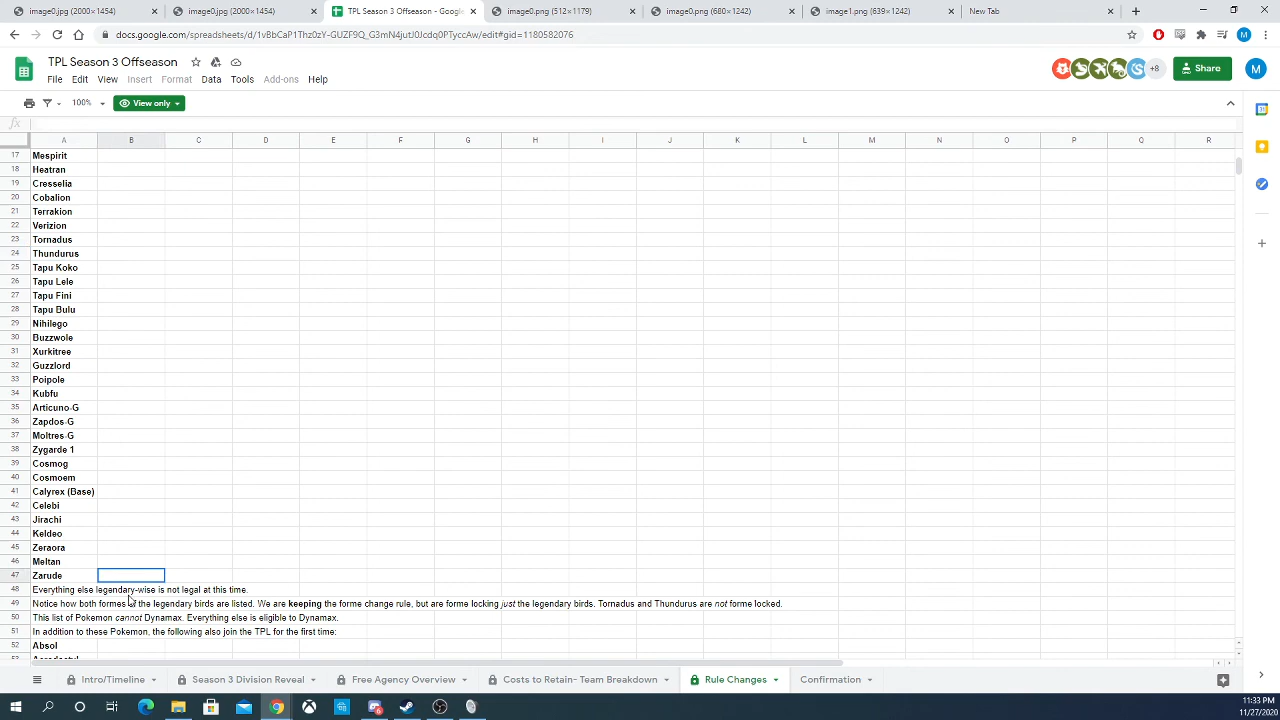 image0.jpg (2000×1454)
image0.jpg (2000×1454)
TPL Season 3 Offseason - Google
image0.png (512×1179)
image0.png (680×1242)
image1.png (639×1242)
New Tab
docs.google.com/spreadsheets/d/1vBbCaP1Thz0zY-GUZF9Q_G3mN4jutJ0Jcdq0PTyccAw/edit#gid=1180582076
M
TPL Season 3 Offseason
+8
Share
M
File Edit View Insert Format Data Tools Add-ons Help
100%
View only
fx
A B C D E F G H I J K L M N O P Q R
17 Mespirit
18 Heatran
19 Cresselia
20 Cobalion
21 Terrakion
22 Verizion
23 Tornadus
24 Thundurus
25 Tapu Koko
26 Tapu Lele
27 Tapu Fini
28 Tapu Bulu
29 Nihilego
30 Buzzwole
31 Xurkitree
32 Guzzlord
33 Poipole
34 Kubfu
35 Articuno-G
36 Zapdos-G
37 Moltres-G
38 Zygarde 1
39 Cosmog
40 Cosmoem
41 Calyrex (Base)
42 Celebi
43 Jirachi
44 Keldeo
45 Zeraora
46 Meltan
47 Zarude
48 Everything else legendary-wise is not legal at this time.
49 Notice how both formes of the legendary birds are listed. We are keeping the forme change rule, but are forme locking just the legendary birds. Tornadus and Thundurus are not forme locked.
50 This list of Pokemon cannot Dynamax. Everything else is eligible to Dynamax.
51 In addition to these Pokemon, the following also join the TPL for the first time:
52 Absol
Intro/Timeline
Season 3 Division Reveal
Free Agency Overview
Costs to Retain- Team Breakdown
Rule Changes
Confirmation
11:33 PM
11/27/2020